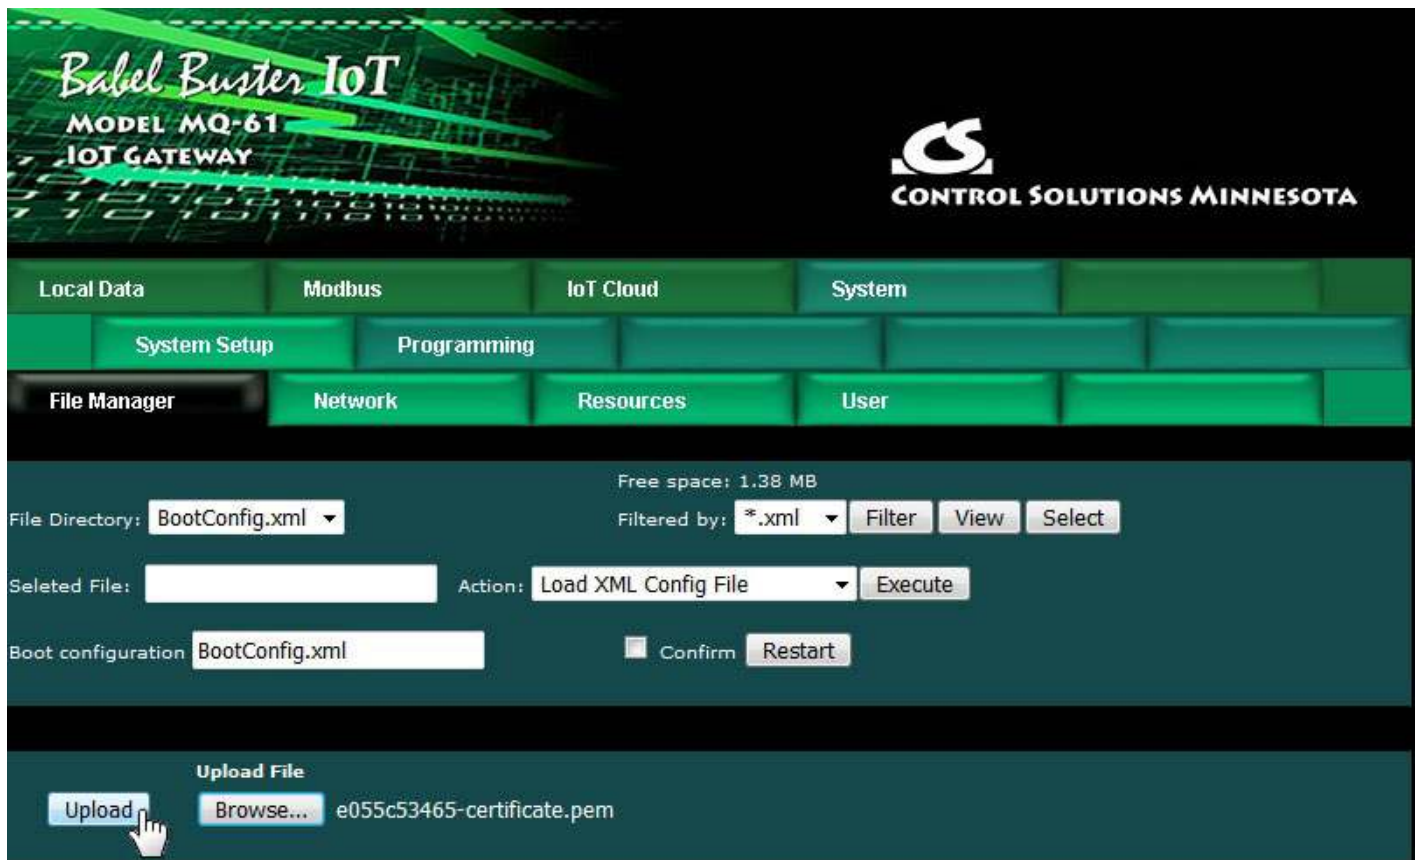 Babel Buster IoT
MODEL MQ-61
IOT GATEWAY
CS
CONTROL SOLUTIONS MINNESOTA
Local Data Modbus IoT Cloud System
System Setup Programming
File Manager Network Resources User
Free space: 1.38 MB
File Directory: BootConfig.xml Filtered by: *.xml Filter View Select
Seleted File: Action: Load XML Config File Execute
Boot configuration BootConfig.xml Confirm Restart
Upload File
Upload Browse... e055c53465-certificate.pem